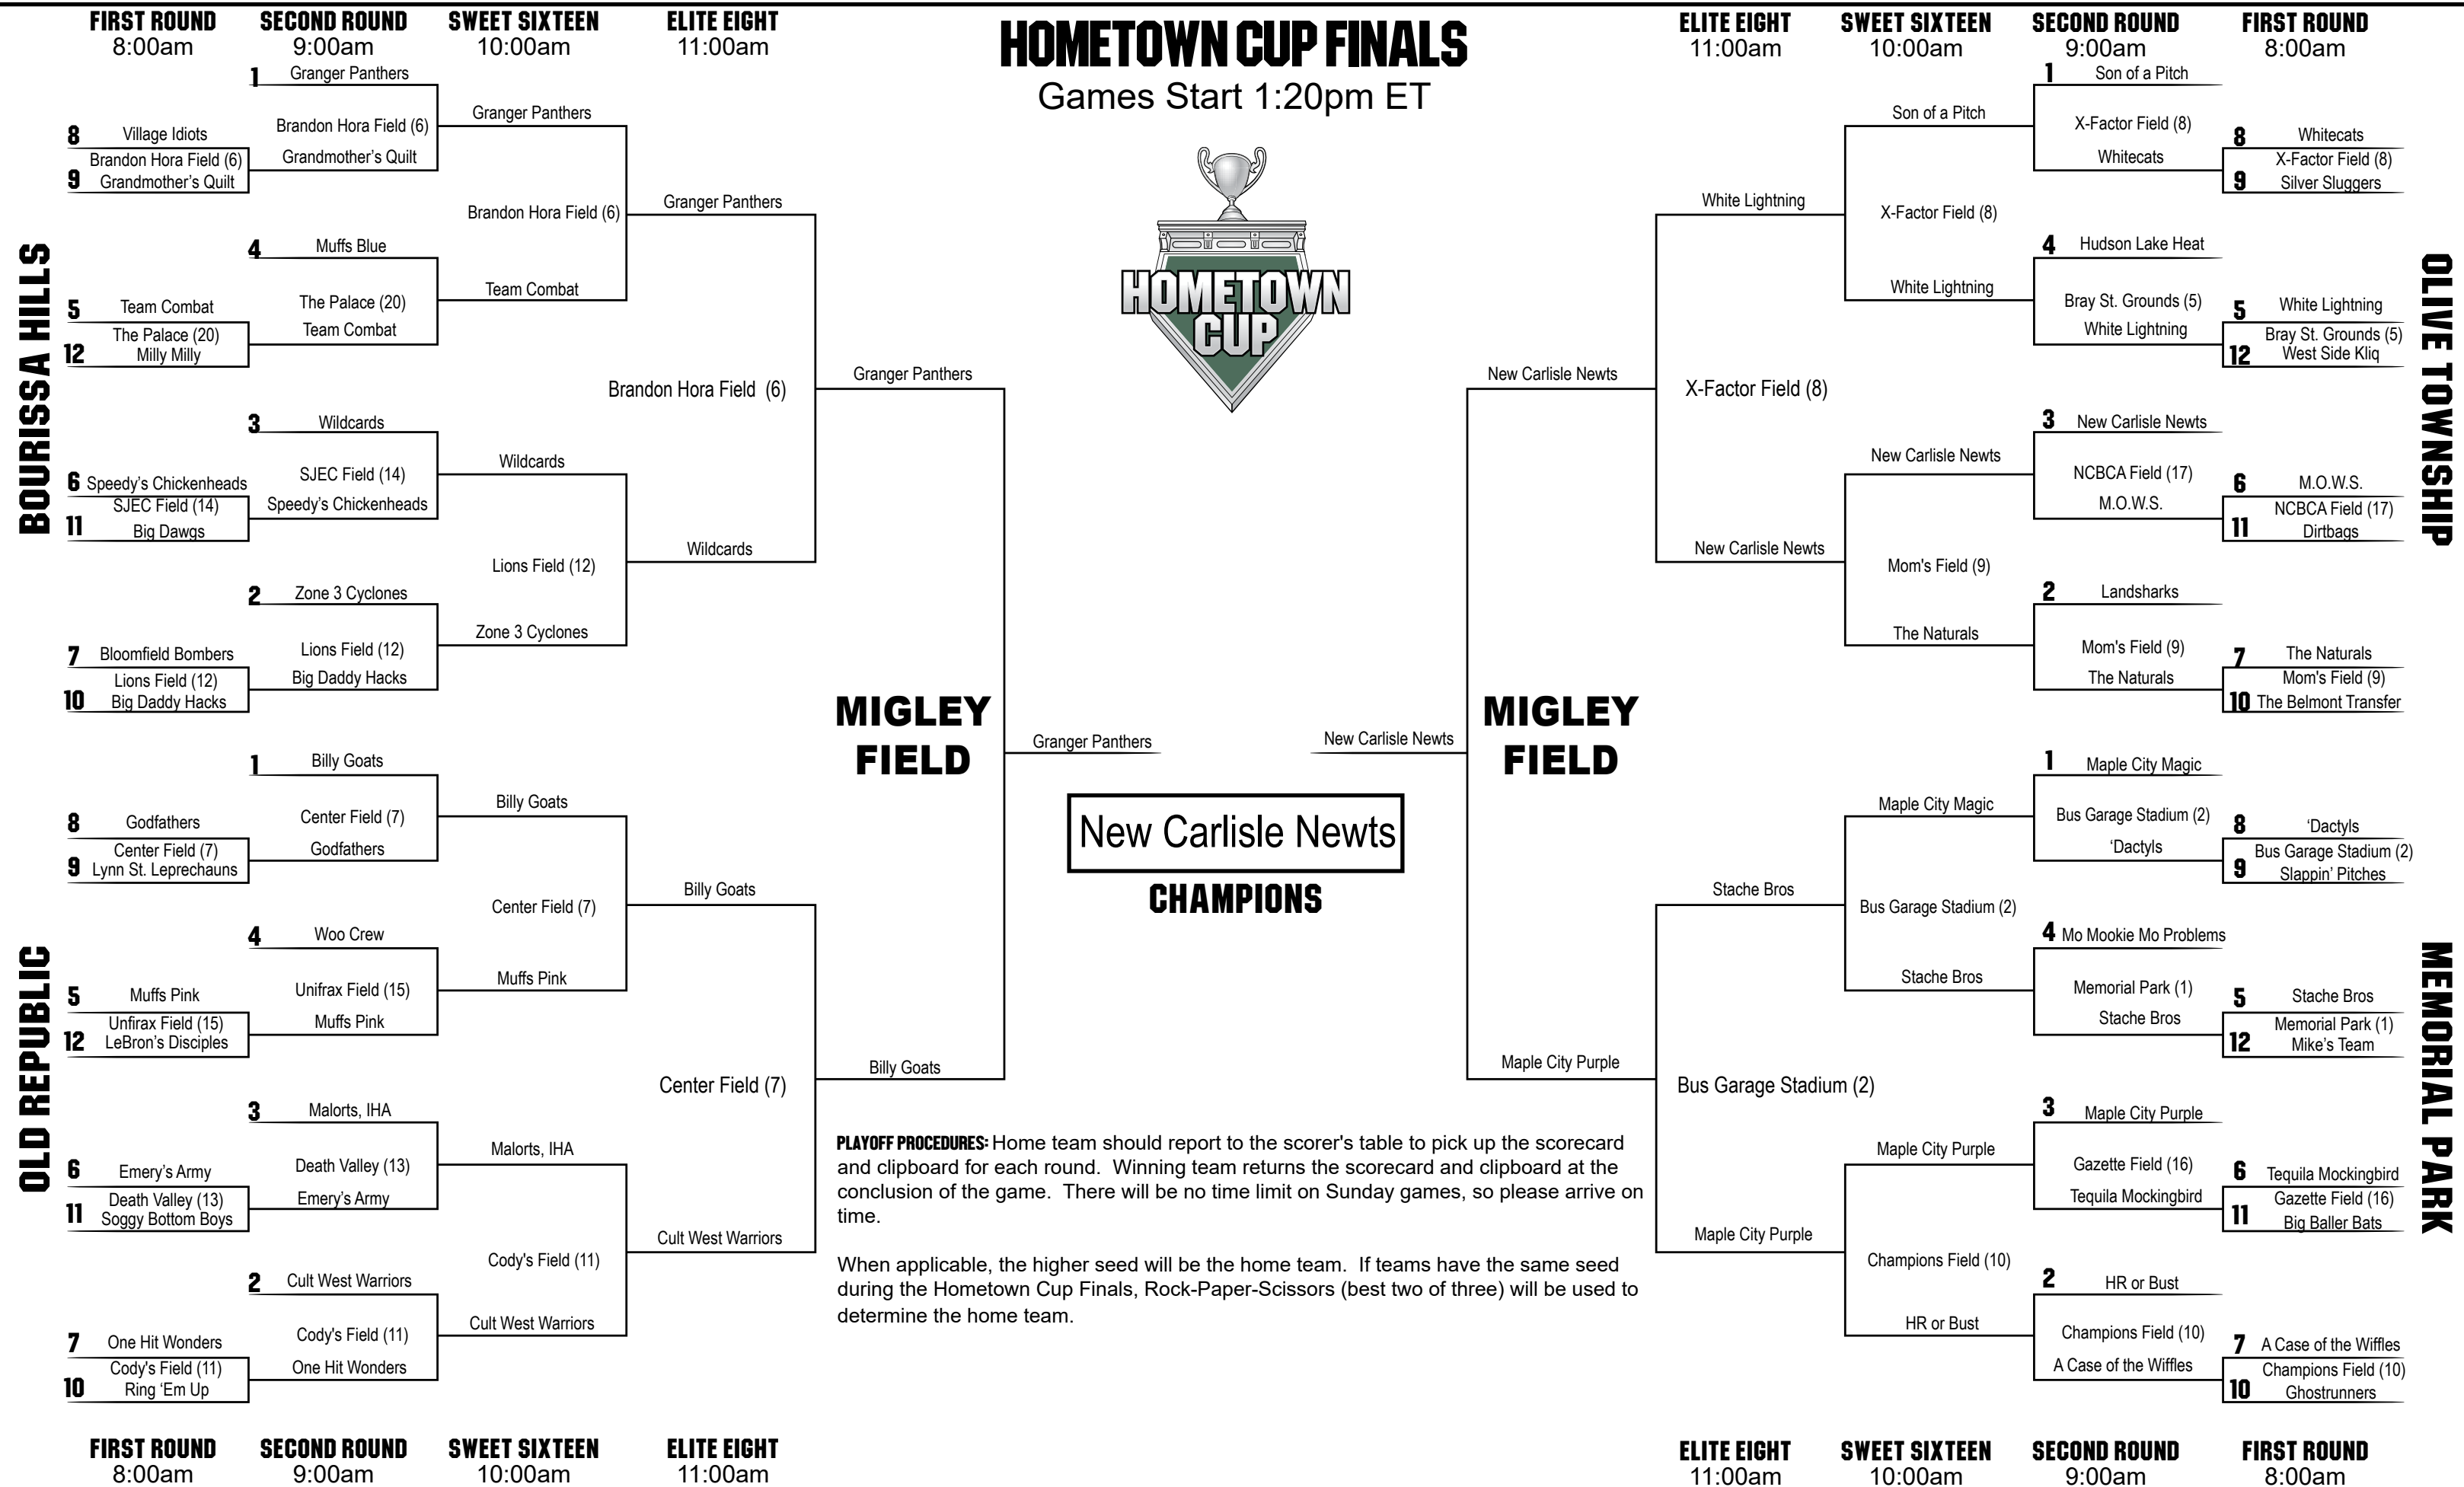 FIRST ROUND
8:00am
SECOND ROUND
9:00am
SWEET SIXTEEN
10:00am
ELITE EIGHT
11:00am
HOMETOWN CUP FINALS
Games Start 1:20pm ET
HOMETOWN
CUP
ELITE EIGHT
11:00am
SWEET SIXTEEN
10:00am
SECOND ROUND
9:00am
FIRST ROUND
8:00am
BOURISSA HILLS
8 Village Idiots
Brandon Hora Field (6)
9 Grandmother's Quilt
5 Team Combat
The Palace (20)
12 Milly Milly
6 Speedy's Chickenheads
SJEC Field (14)
11 Big Dawgs
7 Bloomfield Bombers
Lions Field (12)
10 Big Daddy Hacks
1 Granger Panthers
Brandon Hora Field (6)
Grandmother's Quilt
4 Muffs Blue
The Palace (20)
Team Combat
3 Wildcards
SJEC Field (14)
Speedy's Chickenheads
2 Zone 3 Cyclones
Lions Field (12)
Big Daddy Hacks
Granger Panthers
Brandon Hora Field (6)
Team Combat
Wildcards
Lions Field (12)
Zone 3 Cyclones
Granger Panthers
Brandon Hora Field (6)
Wildcards
Granger Panthers
OLD REPUBLIC
8 Godfathers
Center Field (7)
9 Lynn St. Leprechauns
5 Muffs Pink
Unfirax Field (15)
12 LeBron's Disciples
6 Emery's Army
Death Valley (13)
11 Soggy Bottom Boys
7 One Hit Wonders
Cody's Field (11)
10 Ring ‘Em Up
1 Billy Goats
Center Field (7)
Godfathers
4 Woo Crew
Unifrax Field (15)
Muffs Pink
3 Malorts, IHA
Death Valley (13)
Emery's Army
2 Cult West Warriors
Cody's Field (11)
One Hit Wonders
Billy Goats
Center Field (7)
Muffs Pink
Malorts, IHA
Cody's Field (11)
Cult West Warriors
Billy Goats
Center Field (7)
Cult West Warriors
Billy Goats
MIGLEY
FIELD
Granger Panthers
New Carlisle Newts
MIGLEY
FIELD
New Carlisle Newts
CHAMPIONS
OLIVE TOWNSHIP
New Carlisle Newts
White Lightning
X-Factor Field (8)
New Carlisle Newts
Son of a Pitch
X-Factor Field (8)
White Lightning
New Carlisle Newts
Mom's Field (9)
The Naturals
1 Son of a Pitch
X-Factor Field (8)
Whitecats
4 Hudson Lake Heat
Bray St. Grounds (5)
White Lightning
3 New Carlisle Newts
NCBCA Field (17)
M.O.W.S.
2 Landsharks
Mom's Field (9)
The Naturals
8 Whitecats
X-Factor Field (8)
9 Silver Sluggers
5 White Lightning
Bray St. Grounds (5)
12 West Side Kliq
6 M.O.W.S.
NCBCA Field (17)
11 Dirtbags
7 The Naturals
Mom's Field (9)
10 The Belmont Transfer
MEMORIAL PARK
Maple City Purple
Stache Bros
Bus Garage Stadium (2)
Maple City Purple
Maple City Magic
Bus Garage Stadium (2)
Stache Bros
Maple City Purple
Champions Field (10)
HR or Bust
1 Maple City Magic
Bus Garage Stadium (2)
‘Dactyls
4 Mo Mookie Mo Problems
Memorial Park (1)
Stache Bros
3 Maple City Purple
Gazette Field (16)
Tequila Mockingbird
2 HR or Bust
Champions Field (10)
A Case of the Wiffles
8 ‘Dactyls
Bus Garage Stadium (2)
9 Slappin' Pitches
5 Stache Bros
Memorial Park (1)
12 Mike's Team
6 Tequila Mockingbird
Gazette Field (16)
11 Big Baller Bats
7 A Case of the Wiffles
Champions Field (10)
10 Ghostrunners
PLAYOFF PROCEDURES: Home team should report to the scorer's table to pick up the scorecard
and clipboard for each round. Winning team returns the scorecard and clipboard at the
conclusion of the game. There will be no time limit on Sunday games, so please arrive on
time.
When applicable, the higher seed will be the home team. If teams have the same seed
during the Hometown Cup Finals, Rock-Paper-Scissors (best two of three) will be used to
determine the home team.
FIRST ROUND
8:00am
SECOND ROUND
9:00am
SWEET SIXTEEN
10:00am
ELITE EIGHT
11:00am
ELITE EIGHT
11:00am
SWEET SIXTEEN
10:00am
SECOND ROUND
9:00am
FIRST ROUND
8:00am